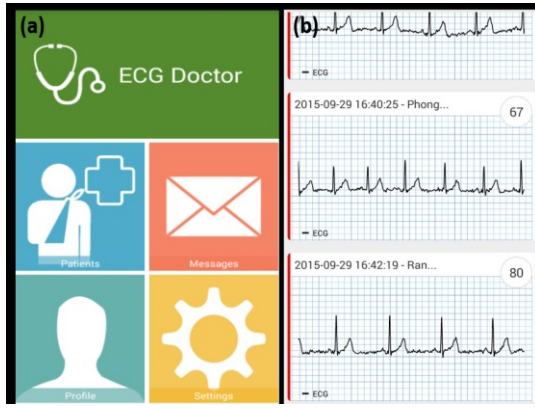 (a)
ECG Doctor
Patients
Messages
Profile
Settings
(b)
ECG
2015-09-29 16:40:25 - Phong...
67
ECG
2015-09-29 16:42:19 - Ran...
80
ECG